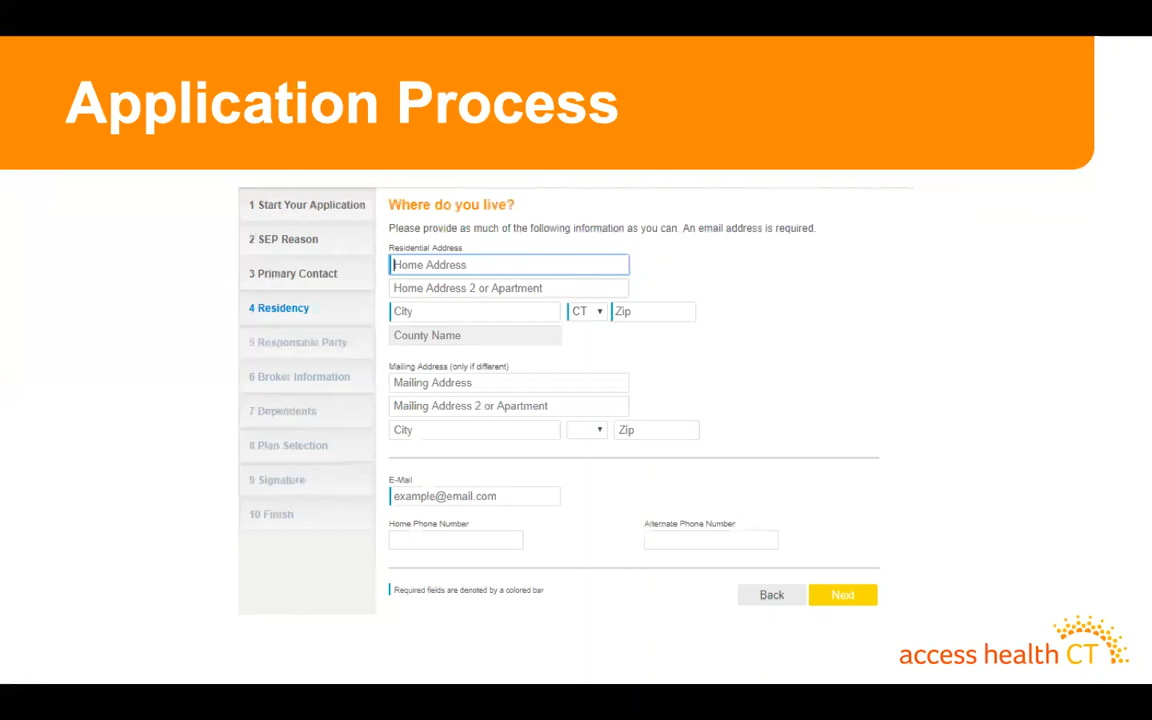 Application Process
1 Start Your Application
2 SEP Reason
3 Primary Contact
4 Residency
5 Responsible Party
6 Broker Information
7 Dependents
8 Plan Selection
9 Signature
10 Finish
Where do you live?
Please provide as much of the following information as you can. An email address is required.
Residential Address
Home Address
Home Address 2 or Apartment
City CT Zip
County Name
Mailing Address (only if different)
Mailing Address
Mailing Address 2 or Apartment
City Zip
E-Mail
example@email.com
Home Phone Number Alternate Phone Number
Required fields are denoted by a colored bar
Back Next
access health CT